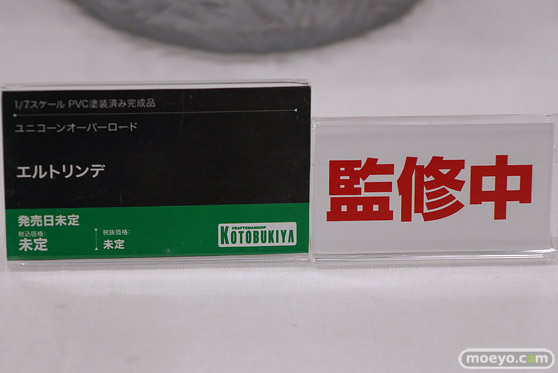 1/7スケール PVC塗装済み完成品
ユニコーンオーバーロード
エルトリンデ
発売日未定
税込価格:
未定
税抜価格:
未定
CRAFTSMANSHIP
KOTOBUKIYA
監修中
moeyo.com